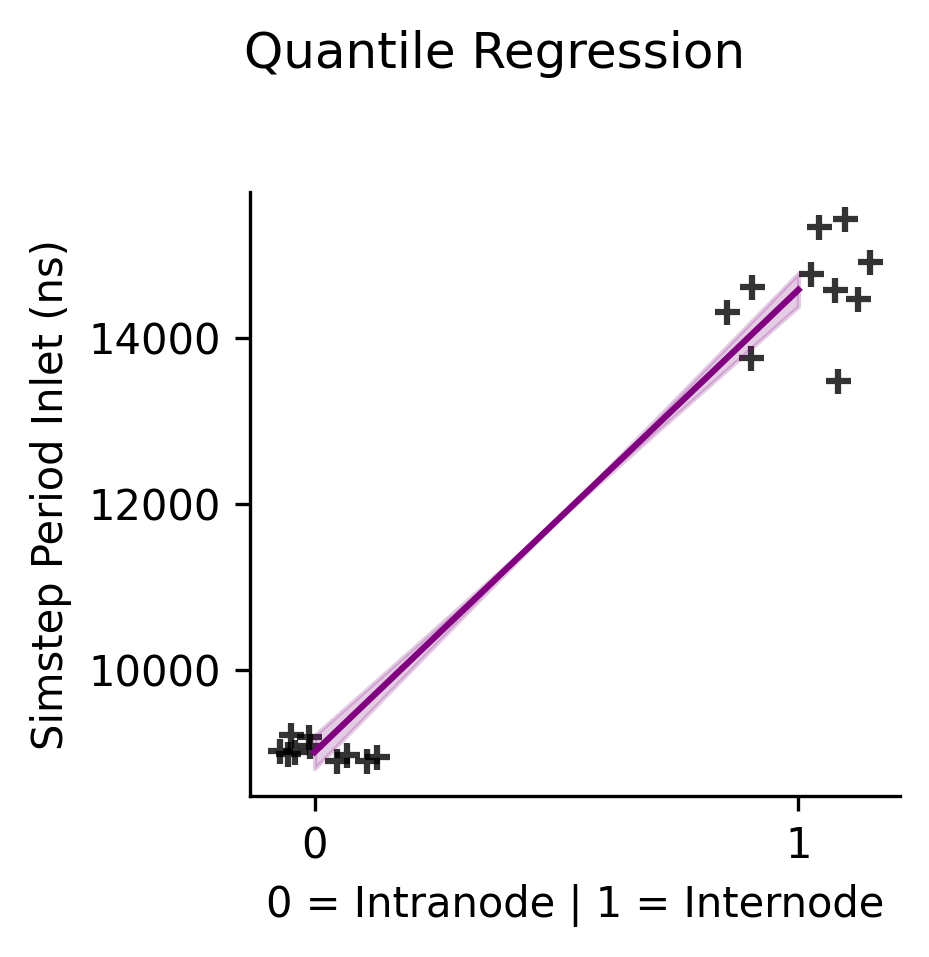 Quantile Regression
Simstep Period Inlet (ns)
14000
12000
10000
0
1
0 = Intranode | 1 = Internode